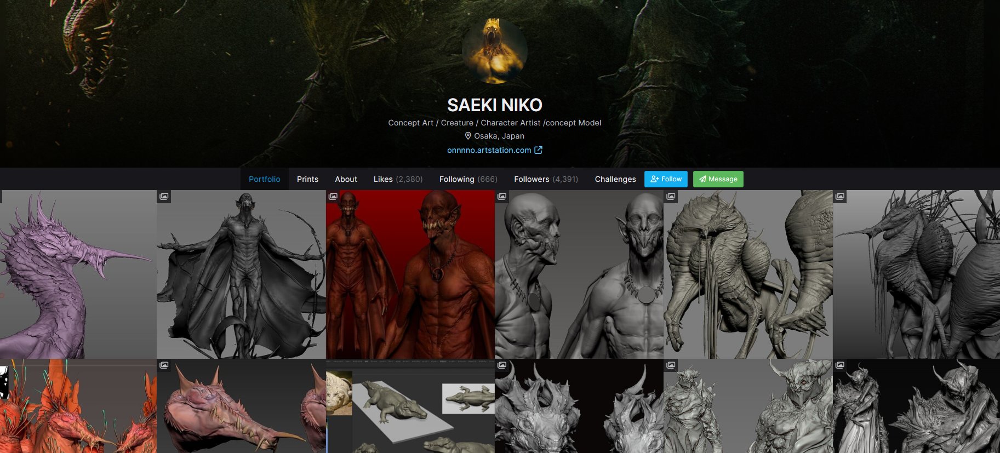 SAEKI NIKO
Concept Art / Creature / Character Artist /concept Model
Osaka, Japan
onnnno.artstation.com
Portfolio Prints About Likes (2,380) Following (666) Followers (4,391) Challenges Follow Message